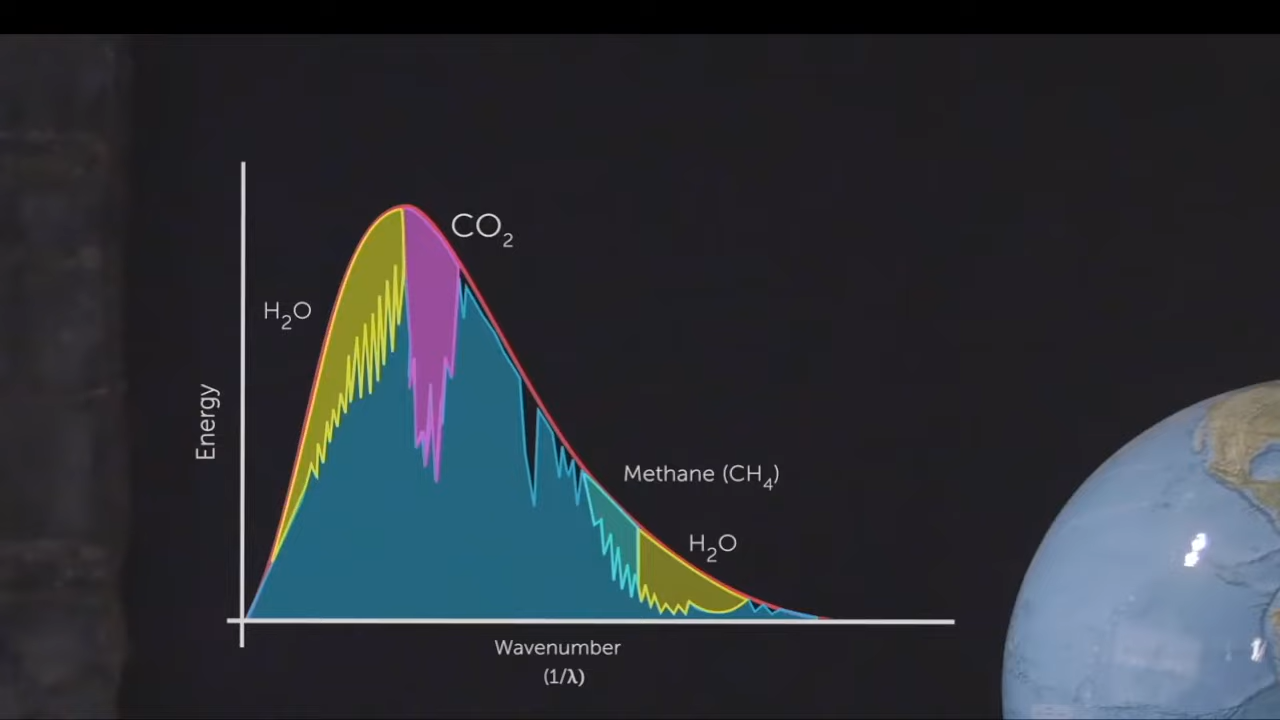 CO₂
H₂O
Energy
Methane (CH₄)
H₂O
Wavenumber
(1/λ)